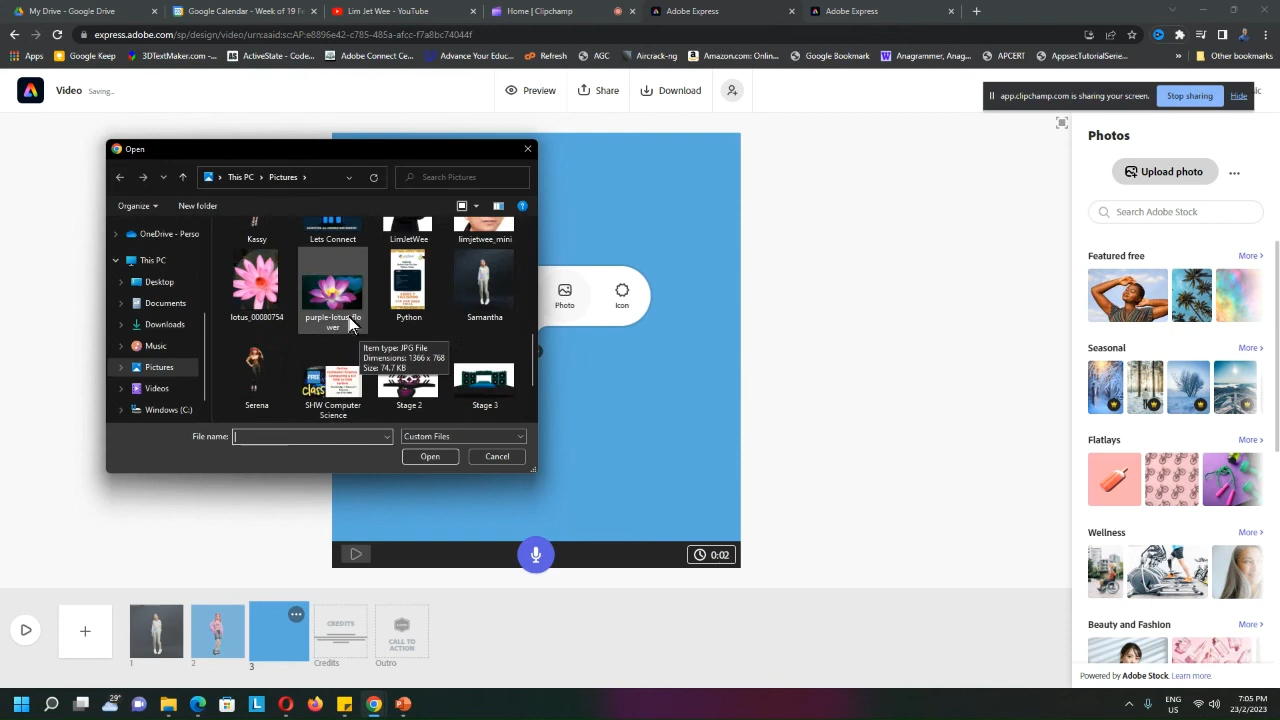 My Drive - Google Drive
Google Calendar - Week of 19 F
Lim Jet Wee - YouTube
Home | Clipchamp
Adobe Express
Adobe Express
express.adobe.com/sp/design/video/urn:aaid:scAP:e8896e42-c785-485a-afcc-f7a8bc74044f
Apps
Google Keep
3DTextMaker.com -...
ActiveState - Code...
Adobe Connect Ce...
Advance Your Educ...
Refresh
AGC
Aircrack-ng
Amazon.com: Onlin...
Google Bookmark
Anagrammer, Anag...
APCERT
AppsecTutorialSerie...
Other bookmarks
Video Saving...
Preview
Share
Download
app.clipchamp.com is sharing your screen.
Stop sharing
Hide
Open
This PC > Pictures >
Search Pictures
Organize
New folder
OneDrive - Perso
This PC
Desktop
Documents
Downloads
Music
Pictures
Videos
Windows (C:)
Kassy
Lets Connect
LimJetWee
limjetwee_mini
lotus_00080754
purple-lotus-flo
wer
Python
Samantha
Item type: JPG File
Dimensions: 1366 x 768
Size: 74.7 KB
Serena
SHW Computer
Science
Stage 2
Stage 3
File name:
Custom Files
Open
Cancel
Photo
Icon
0:02
Photos
Upload photo
Search Adobe Stock
Featured free
More
Seasonal
More
Flatlays
More
Wellness
More
Beauty and Fashion
More
Powered by Adobe Stock. Learn more.
1
2
3
CREDITS
Credits
CALL TO
ACTION
Outro
29°
ENG
US
7:05 PM
23/2/2023